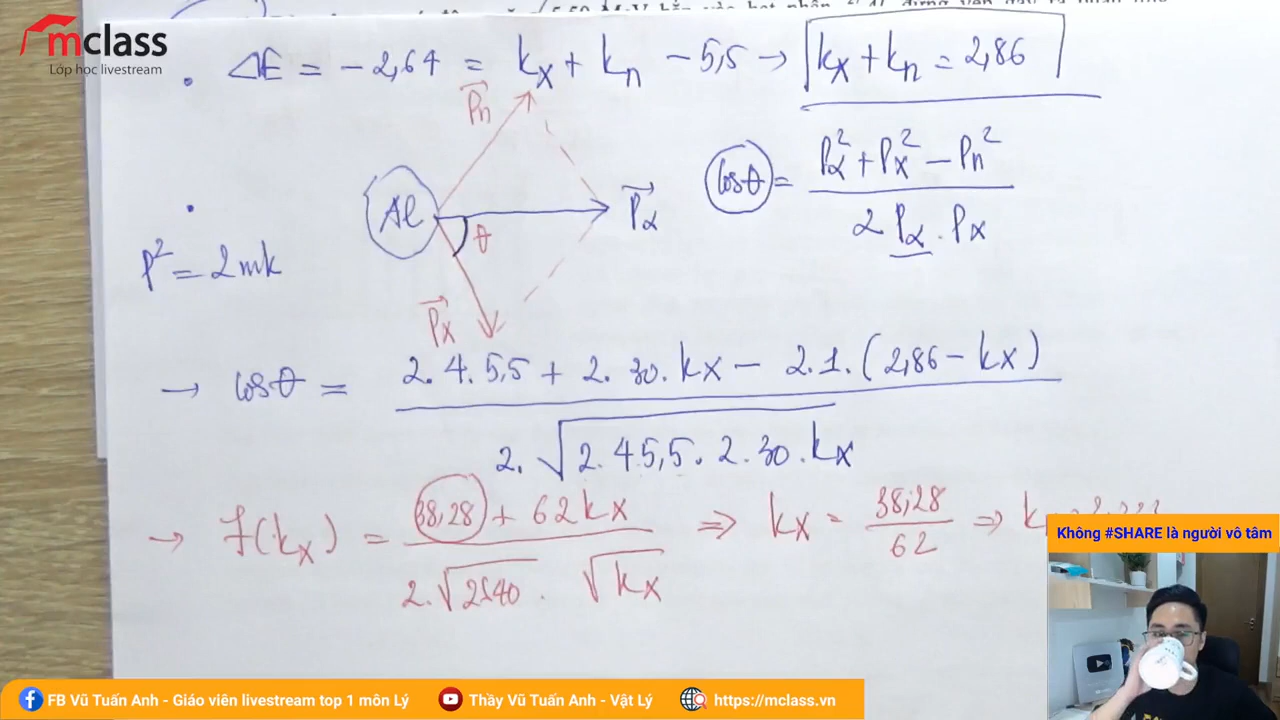 mclass
Lớp học livestream
ΔE = -2,64 = kx + kn - 5,5 → kx + kn = 2,86
Pn
cosθ = Pα² + Px² - Pn² / 2 Pα . Px
Al
Pα
θ
P² = 2mk
Px
→ cosθ = 2. 4. 5,5 + 2. 30. kx - 2.1. (2,86 - kx) / 2. √2. 4 5,5. 2. 30. kx
→ f(kx) = 38,28 + 62kx / 2. √2640 . √kx ⇒ kx = 38,28 / 62 ⇒
Không #SHARE là người vô tâm
FB Vũ Tuấn Anh - Giáo viên livestream top 1 môn Lý
Thầy Vũ Tuấn Anh - Vật Lý
https://mclass.vn